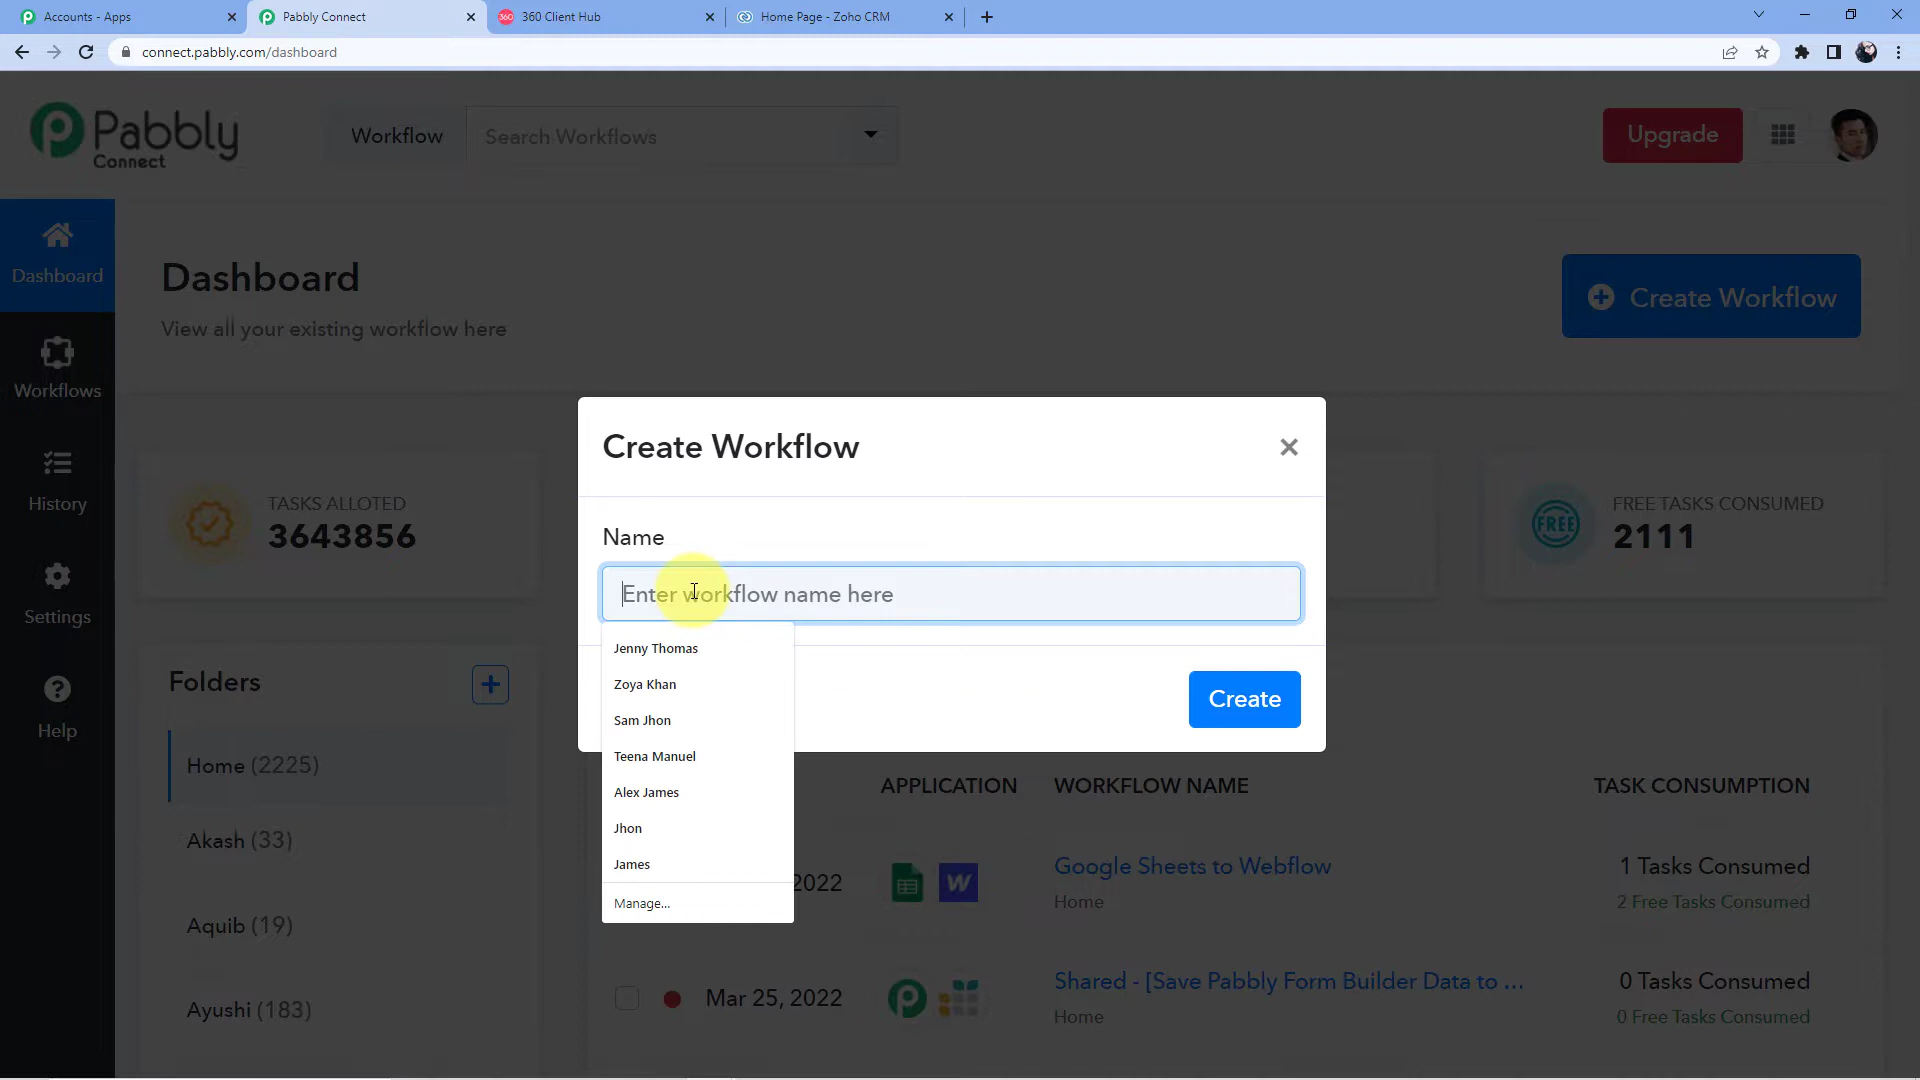 Accounts - Apps
Pabbly Connect
360 Client Hub
Home Page - Zoho CRM
connect.pabbly.com/dashboard
Pabbly
Connect
Workflow
Search Workflows
Upgrade
Dashboard
Workflows
History
Settings
Help
Dashboard
View all your existing workflow here
Create Workflow
TASKS ALLOTED
3643856
FREE
FREE TASKS CONSUMED
2111
Create Workflow
Name
Enter workflow name here
Jenny Thomas
Zoya Khan
Sam Jhon
Teena Manuel
Alex James
Jhon
James
Manage...
Create
Folders
Home (2225)
Akash (33)
Aquib (19)
Ayushi (183)
APPLICATION
WORKFLOW NAME
TASK CONSUMPTION
2022
Google Sheets to Webflow
Home
1 Tasks Consumed
2 Free Tasks Consumed
Mar 25, 2022
Shared - [Save Pabbly Form Builder Data to ...
Home
0 Tasks Consumed
0 Free Tasks Consumed